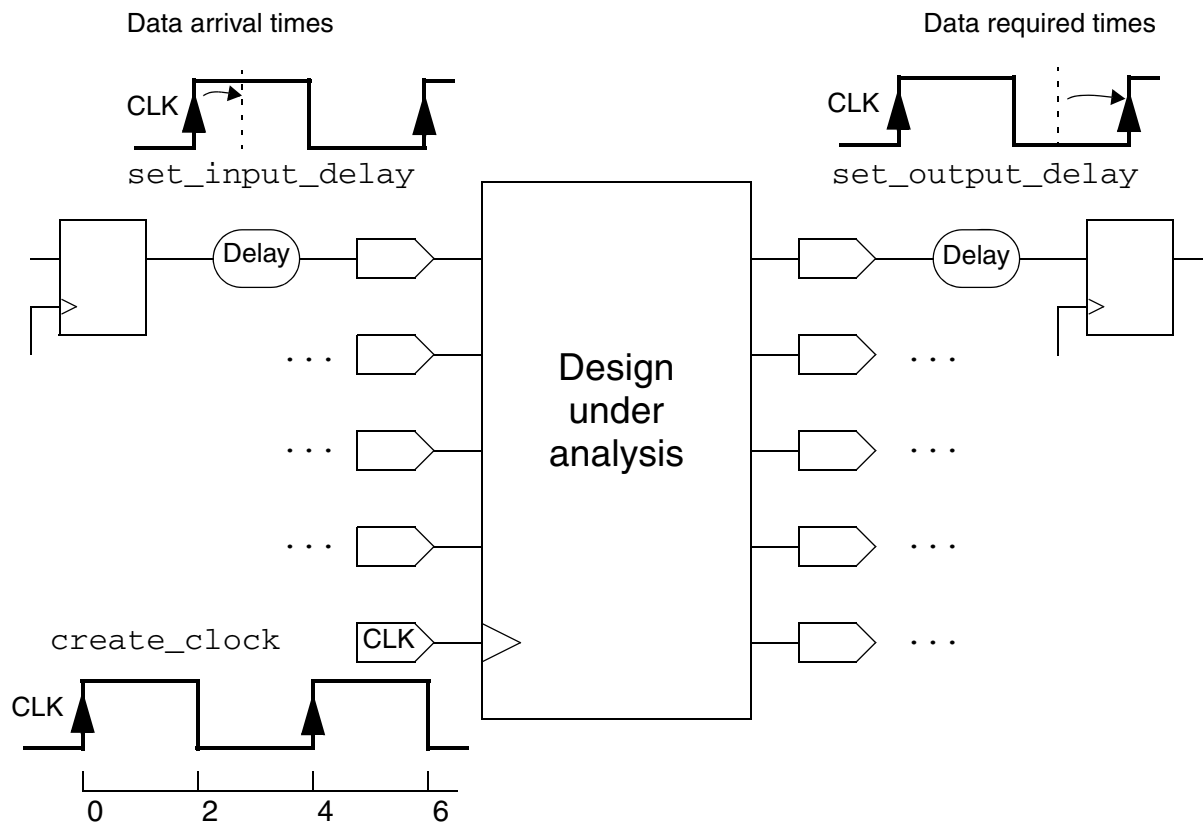 Data arrival times
Data required times
CLK
CLK
set_input_delay
set_output_delay
Delay
Delay
...
...
Design
under
analysis
...
...
...
...
create_clock
CLK
...
CLK
0 2 4 6